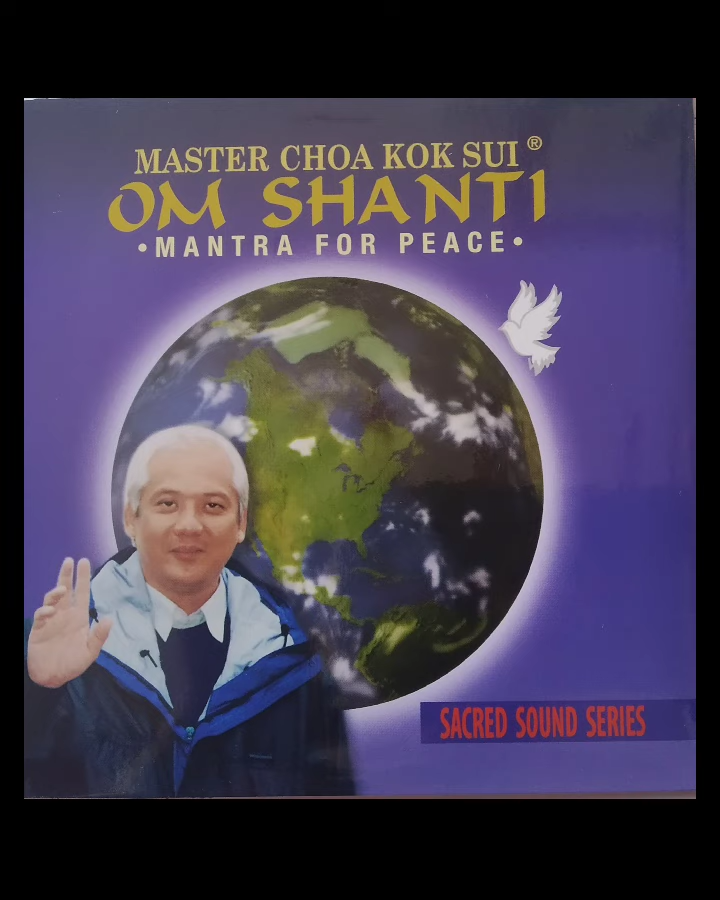 MASTER CHOA KOK SUI ®
OM SHANTI
•MANTRA FOR PEACE•
SACRED SOUND SERIES